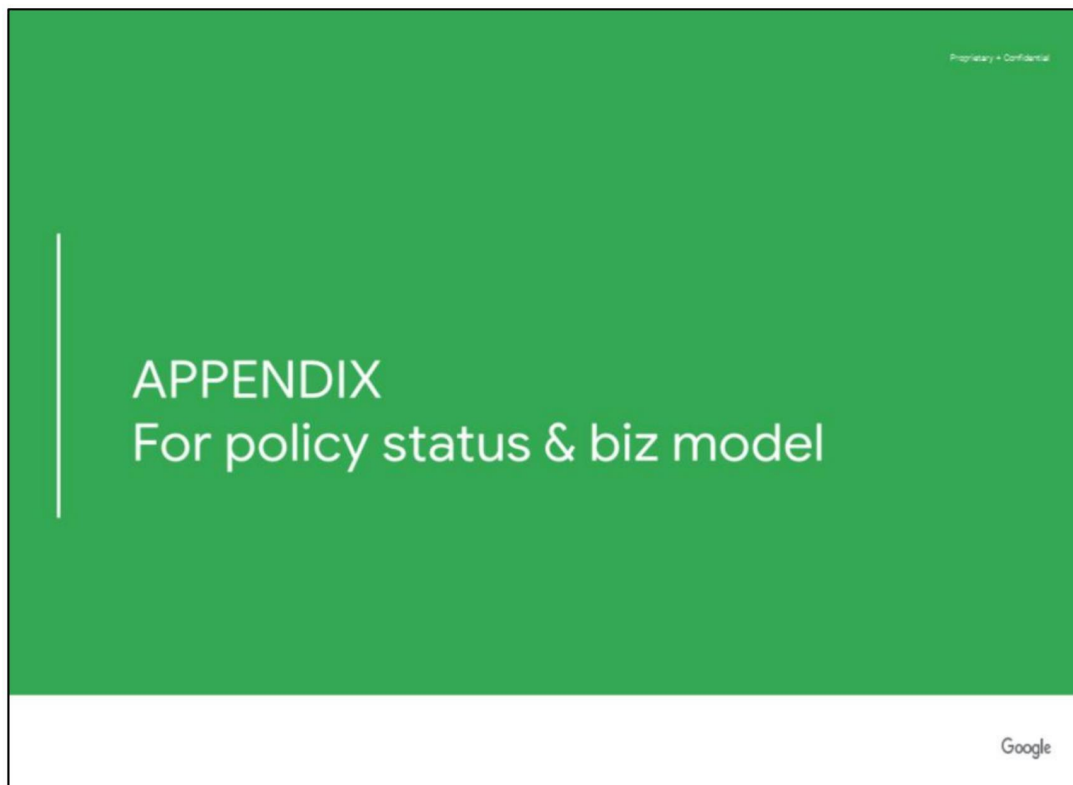 Proprietary + Confidential
APPENDIX
For policy status & biz model
Google